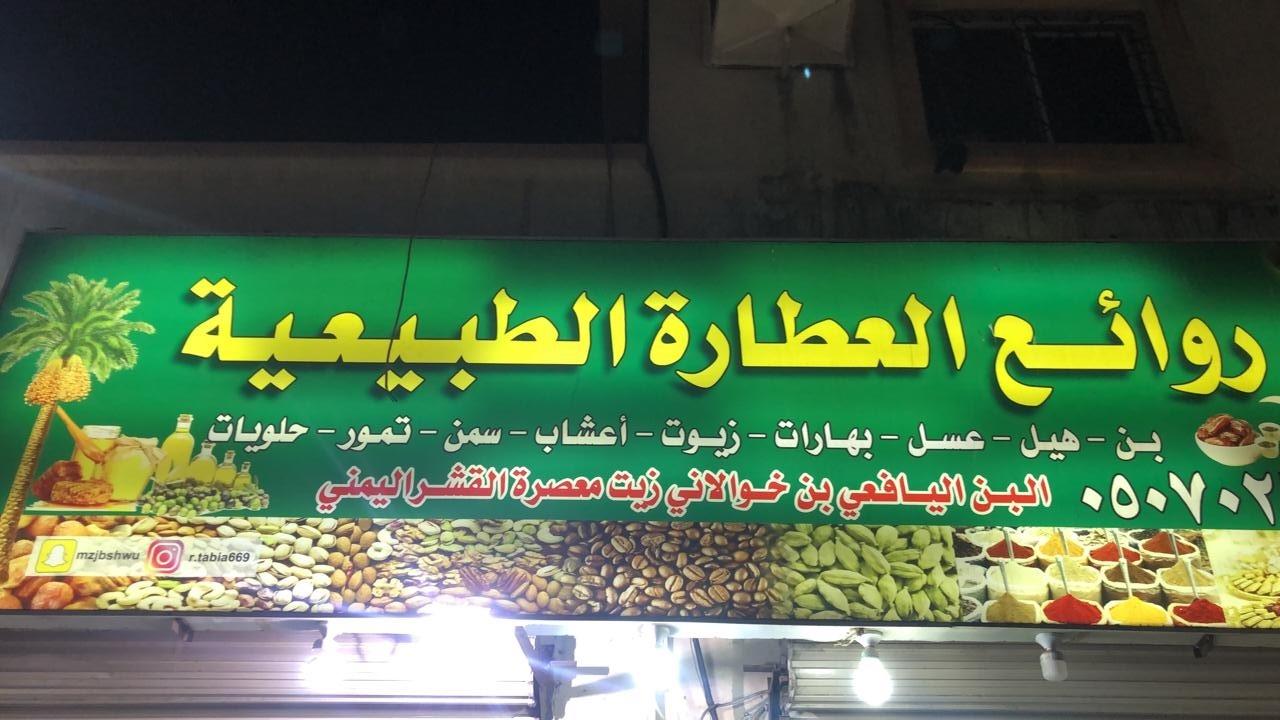 روائع العطارة الطبيعية
بن - هيل - عسل - بهارات - زيوت - أعشاب - سمن - تمور - حلويات
البن اليافعي بن خوالاني زيت معصرة القشر اليمني
٠٥٠٧٠٢
mzjbshwu r.tabia669